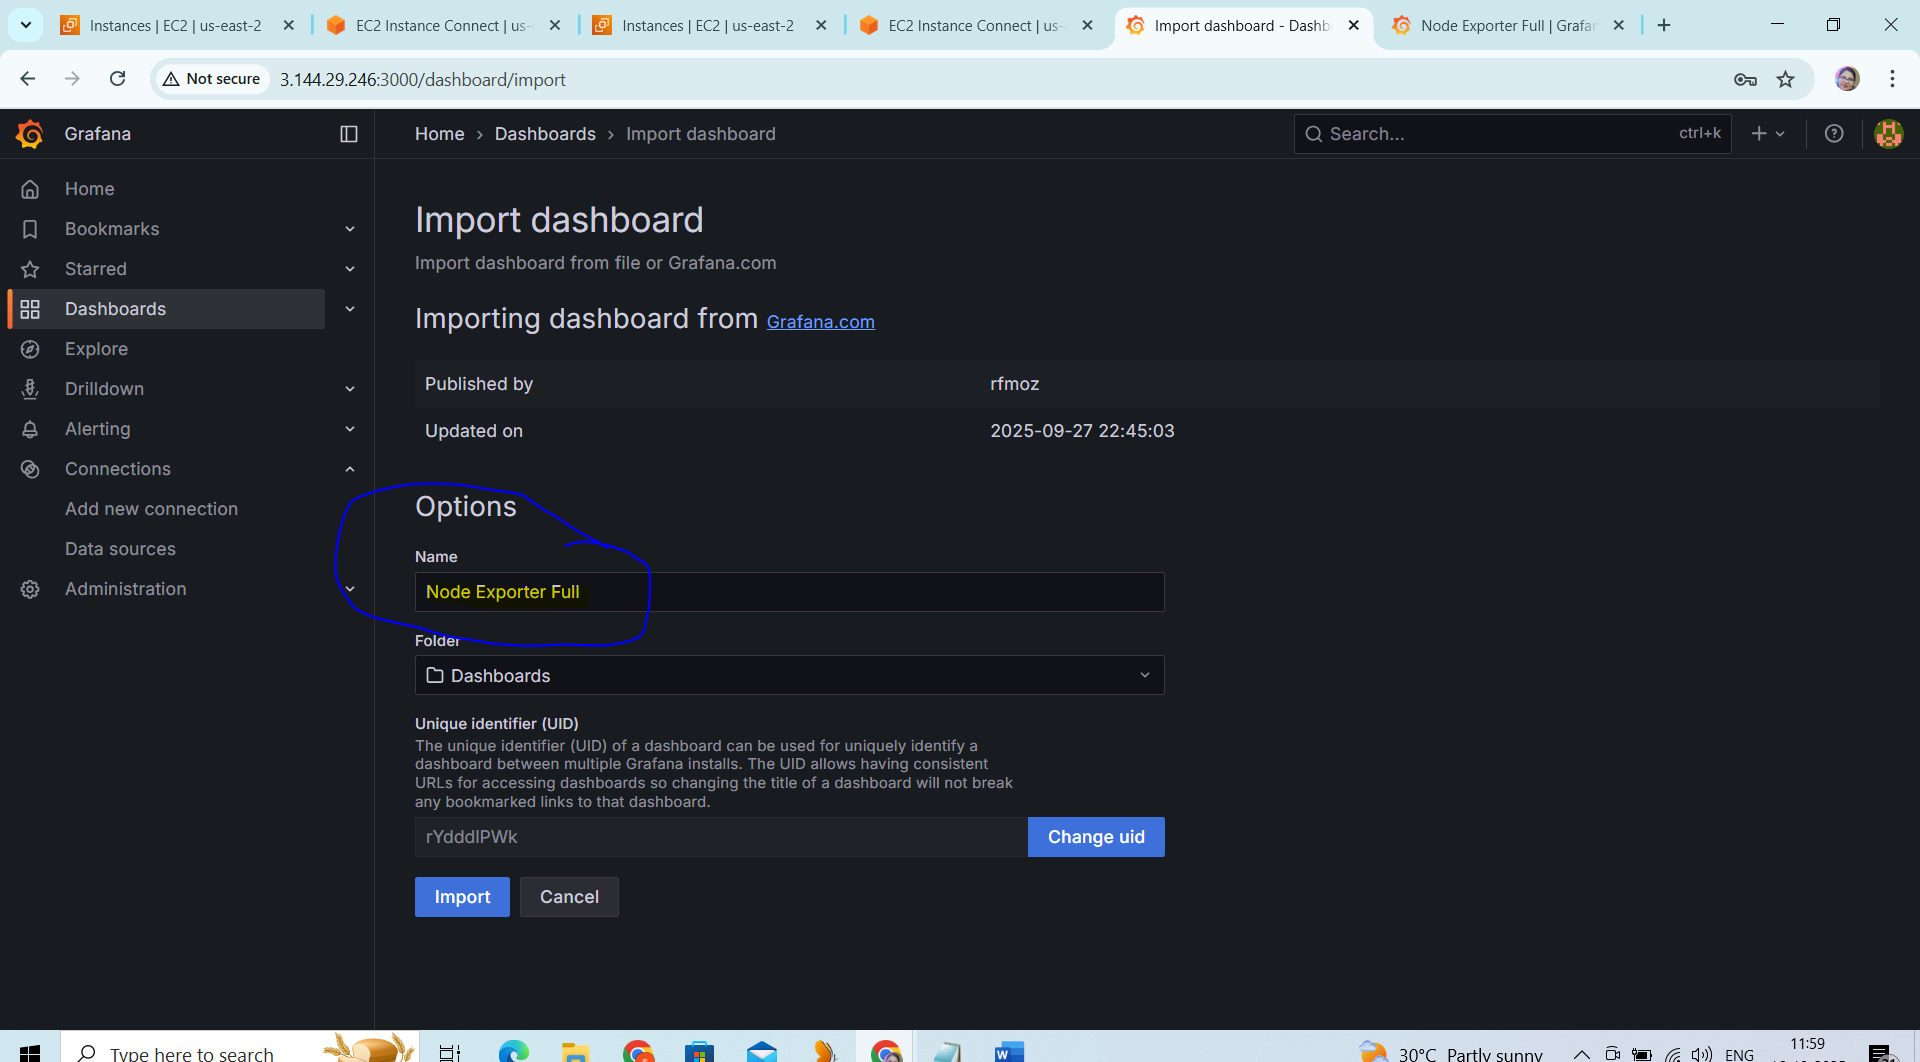 Instances | EC2 | us-east-2
EC2 Instance Connect | us-
Instances | EC2 | us-east-2
EC2 Instance Connect | us-
Import dashboard - Dashb
Node Exporter Full | Grafan
Not secure
3.144.29.246:3000/dashboard/import
Grafana
Home › Dashboards › Import dashboard
Search...
ctrl+k
Home
Bookmarks
Starred
Dashboards
Explore
Drilldown
Alerting
Connections
Add new connection
Data sources
Administration
Import dashboard
Import dashboard from file or Grafana.com
Importing dashboard from Grafana.com
Published by rfmoz
Updated on 2025-09-27 22:45:03
Options
Name
Node Exporter Full
Folder
Dashboards
Unique identifier (UID)
The unique identifier (UID) of a dashboard can be used for uniquely identify a
dashboard between multiple Grafana installs. The UID allows having consistent
URLs for accessing dashboards so changing the title of a dashboard will not break
any bookmarked links to that dashboard.
rYdddlPWk
Change uid
Import
Cancel
Type here to search
30°C Partly sunny
ENG
11:59